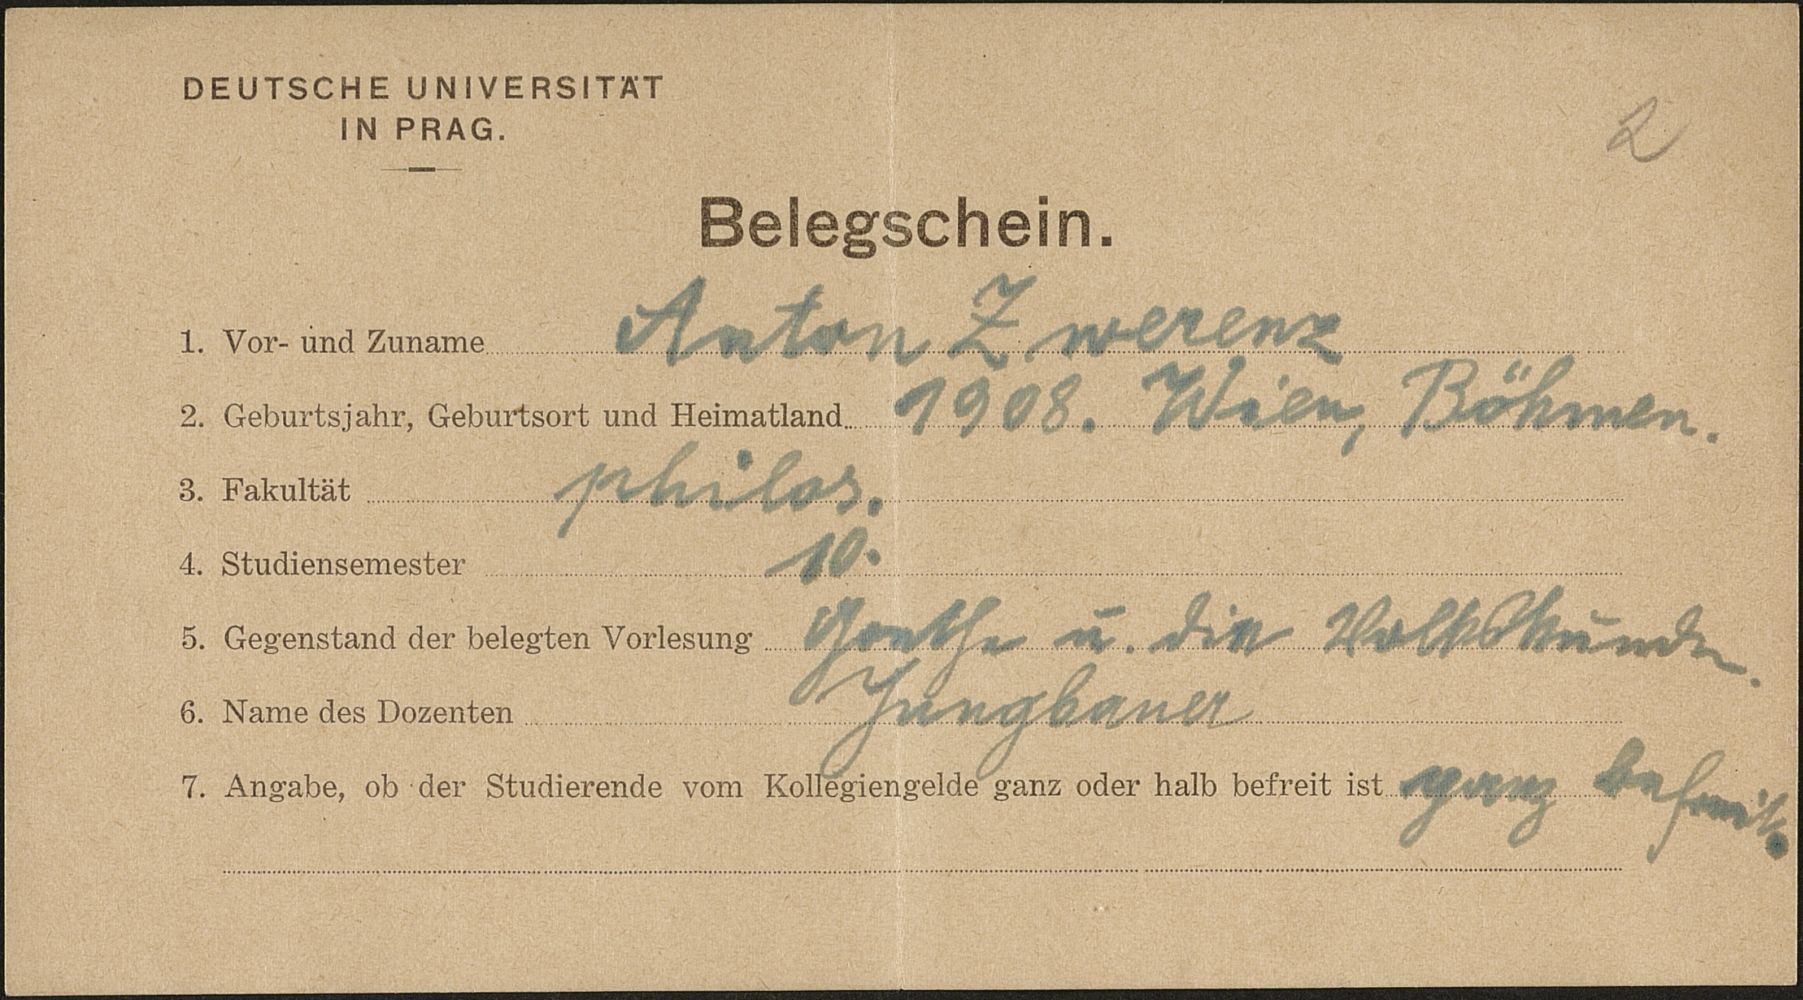 DEUTSCHE UNIVERSITÄT
IN PRAG.
2
Belegschein.
1. Vor- und Zuname Anton Zwerenz
2. Geburtsjahr, Geburtsort und Heimatland 1908. Wien, Böhmen.
3. Fakultät philos.
4. Studiensemester 10.
5. Gegenstand der belegten Vorlesung Goethe u. die Volkskunde.
6. Name des Dozenten Jungbauer
7. Angabe, ob der Studierende vom Kollegiengelde ganz oder halb befreit ist ganz befreit.